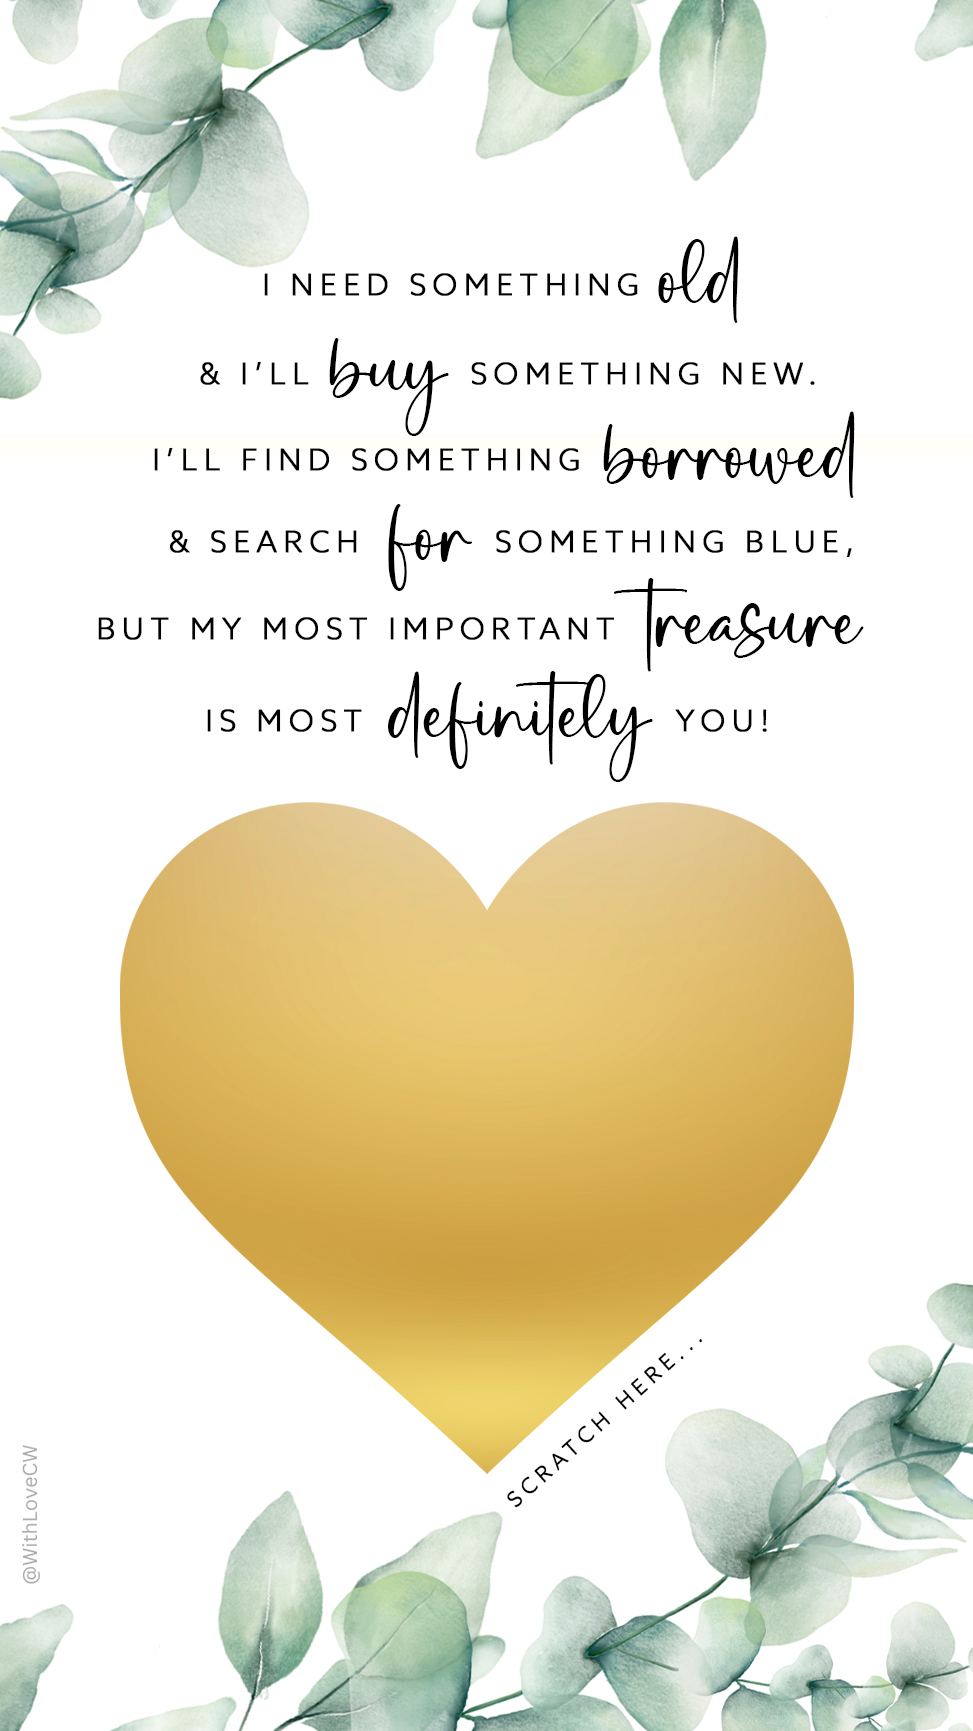 I NEED SOMETHING old
& I'LL buy SOMETHING NEW.
I'LL FIND SOMETHING borrowed
& SEARCH for SOMETHING BLUE,
BUT MY MOST IMPORTANT treasure
IS MOST definitely YOU!
SCRATCH HERE...
@WithLoveCW